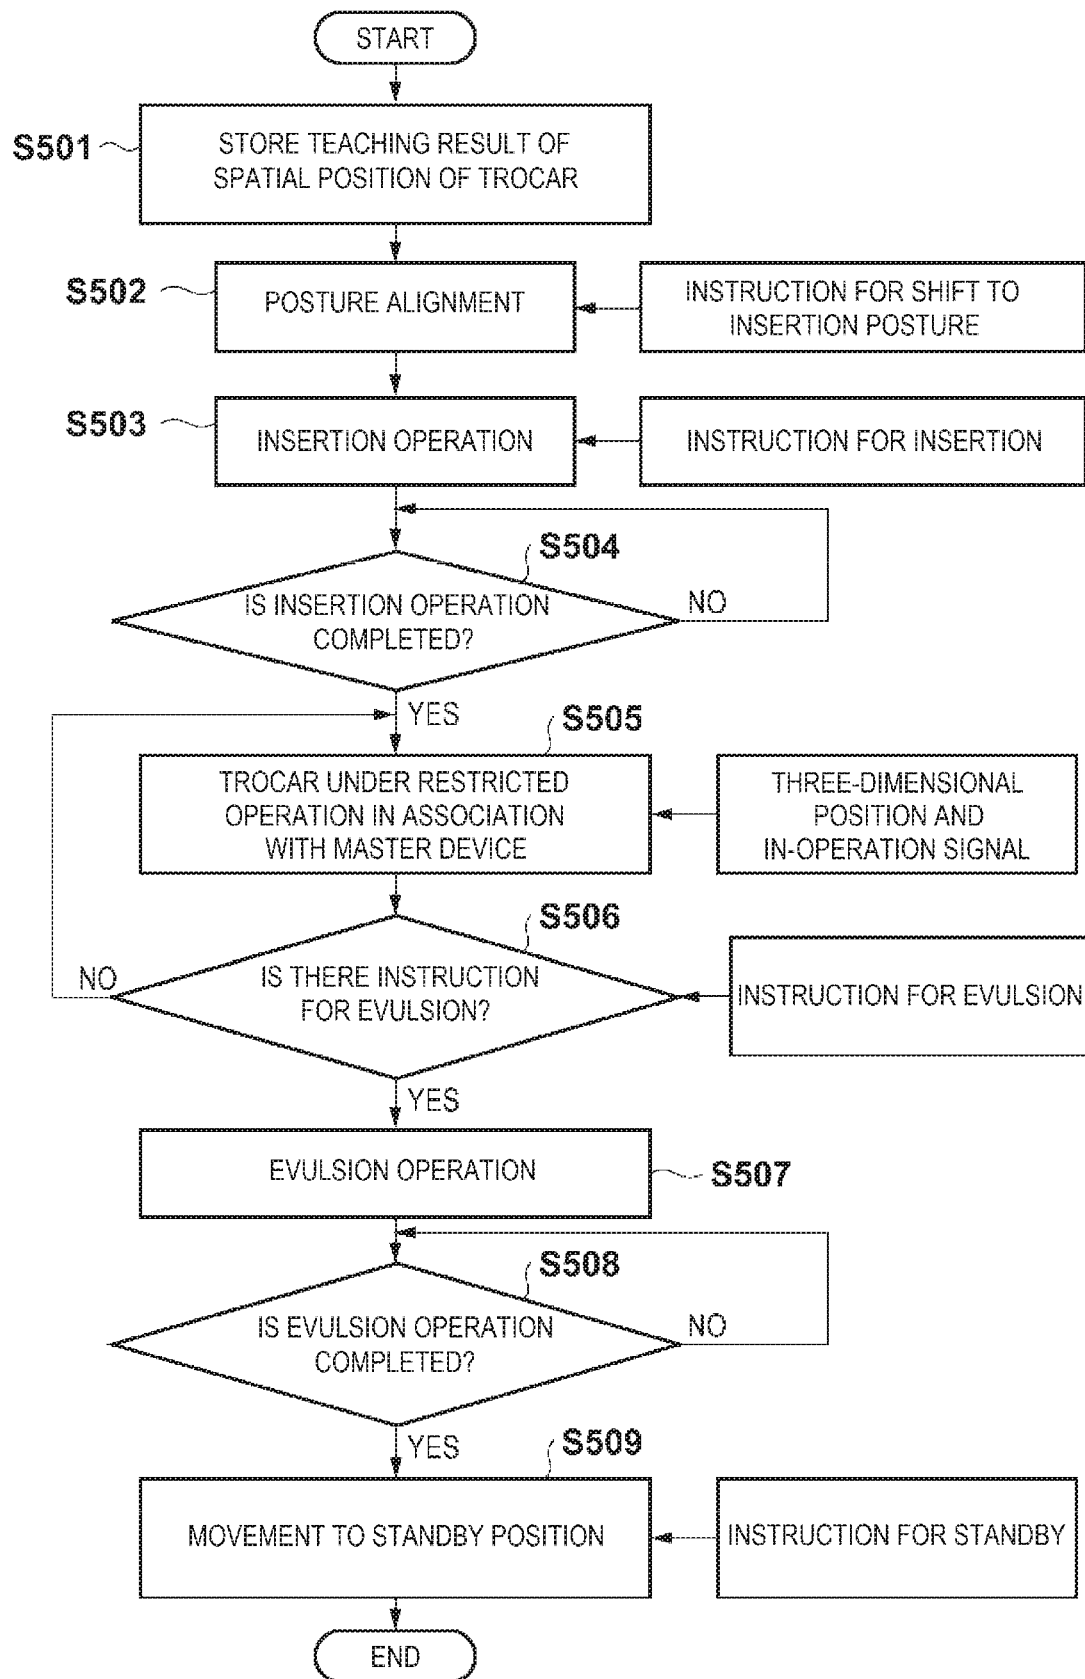 START
S501
STORE TEACHING RESULT OF
SPATIAL POSITION OF TROCAR
S502
POSTURE ALIGNMENT
INSTRUCTION FOR SHIFT TO
INSERTION POSTURE
S503
INSERTION OPERATION
INSTRUCTION FOR INSERTION
S504
IS INSERTION OPERATION
COMPLETED?
NO
YES
S505
TROCAR UNDER RESTRICTED
OPERATION IN ASSOCIATION
WITH MASTER DEVICE
THREE-DIMENSIONAL
POSITION AND
IN-OPERATION SIGNAL
S506
NO
IS THERE INSTRUCTION
FOR EVULSION?
INSTRUCTION FOR EVULSION
YES
EVULSION OPERATION
S507
S508
IS EVULSION OPERATION
COMPLETED?
NO
YES
S509
MOVEMENT TO STANDBY POSITION
INSTRUCTION FOR STANDBY
END